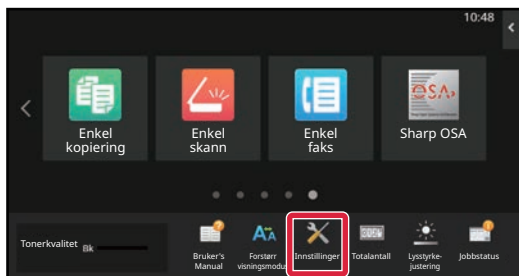 10:48
Enkel
kopiering
Enkel
skann
Enkel
faks
Sharp OSA
Tonerkvalitet
Bk
Bruker's
Manual
Forstørr
visningsmodus
Innstillinger
Totalantall
Lysstyrke-
justering
Jobbstatus